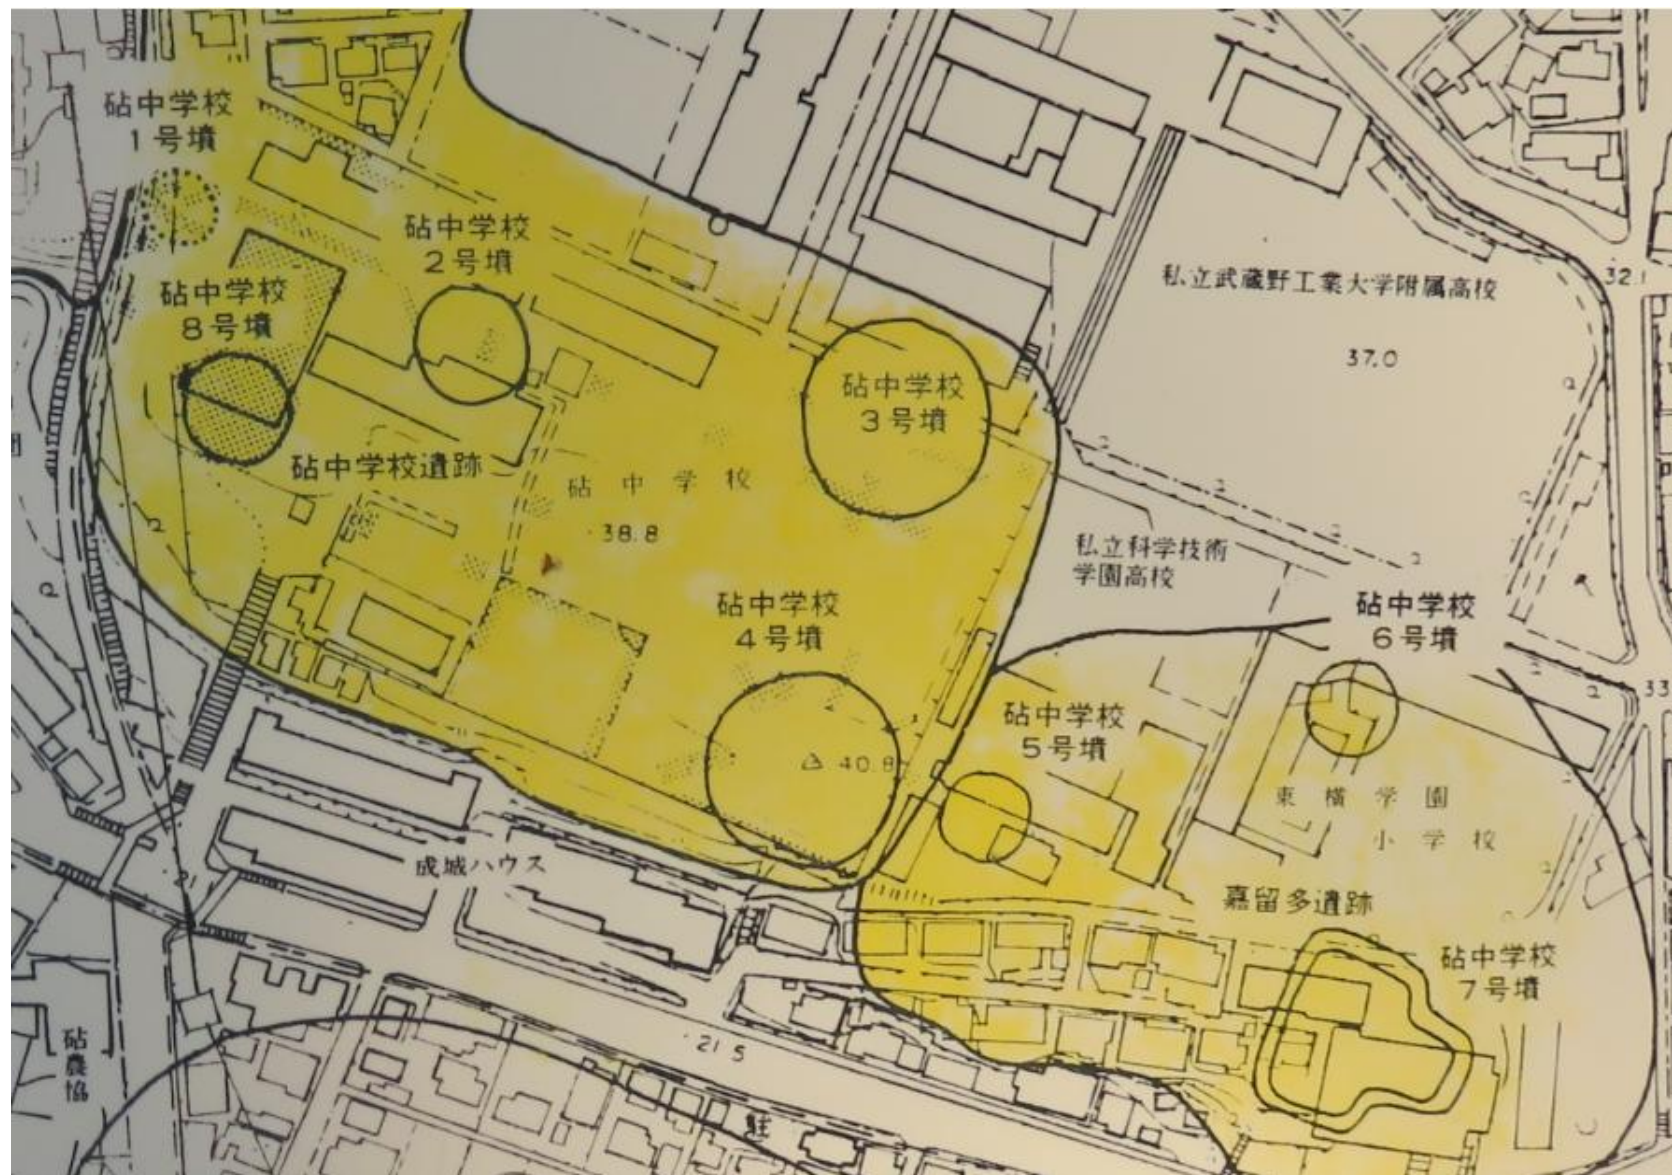 砧中学校
1号墳
砧中学校
2号墳
砧中学校
8号墳
砧中学校
3号墳
私立武蔵野工業大学附属高校
37.0
32.1
砧中学校遺跡
砧中学校
38.8
私立科学技術
学園高校
砧中学校
4号墳
砧中学校
6号墳
砧中学校
5号墳
33
40.8
東横学園
小学校
成城ハウス
21
嘉留多遺跡
砧中学校
7号墳
21.5
砧農協